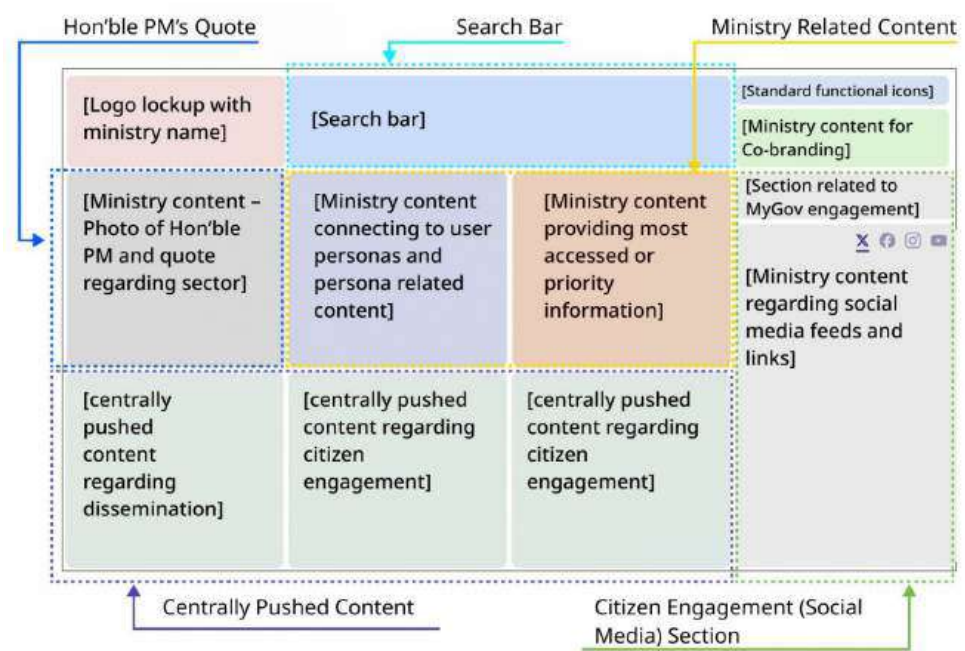 Hon'ble PM's Quote
Search Bar
Ministry Related Content
[Logo lockup with
ministry name]
[Search bar]
[Standard functional icons]
[Ministry content for
Co-branding]
[Ministry content –
Photo of Hon'ble
PM and quote
regarding sector]
[Ministry content
connecting to user
personas and
persona related
content]
[Ministry content
providing most
accessed or
priority
information]
[Section related to
MyGov engagement]
[Ministry content
regarding social
media feeds and
links]
[centrally
pushed
content
regarding
dissemination]
[centrally pushed
content regarding
citizen
engagement]
[centrally pushed
content regarding
citizen
engagement]
Centrally Pushed Content
Citizen Engagement (Social
Media) Section